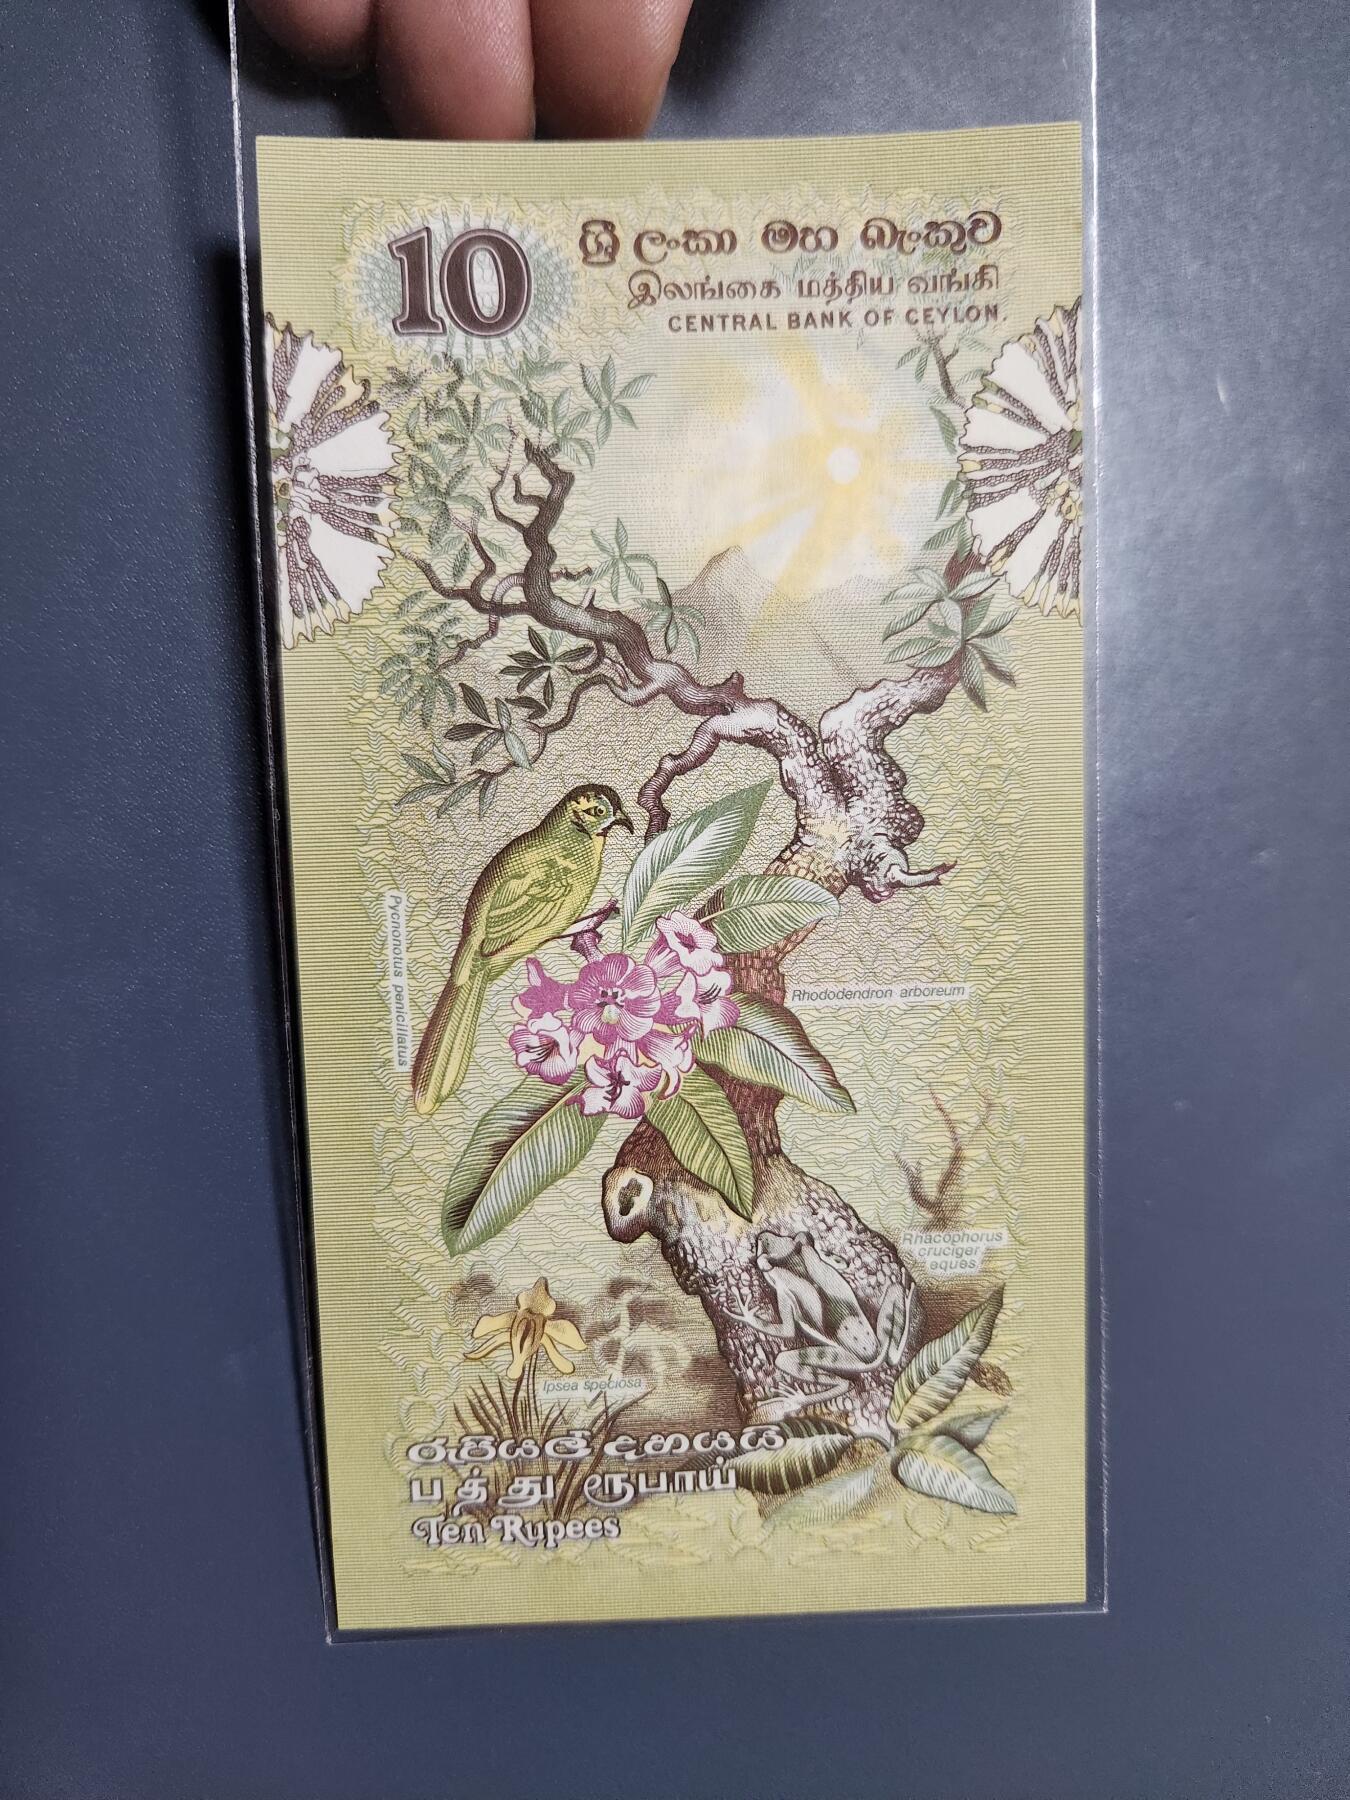 10
ශ්‍රී ලංකා මහ බැංකුව
இலங்கை மத்திய வங்கி
CENTRAL BANK OF CEYLON.
Pycnonotus penicillatus
Rhododendron arboreum
Rhacophorus
cruciger
eques
Ipsea speciosa
රුපියල් දහයයි
பத்து ரூபாய்
Ten Rupees